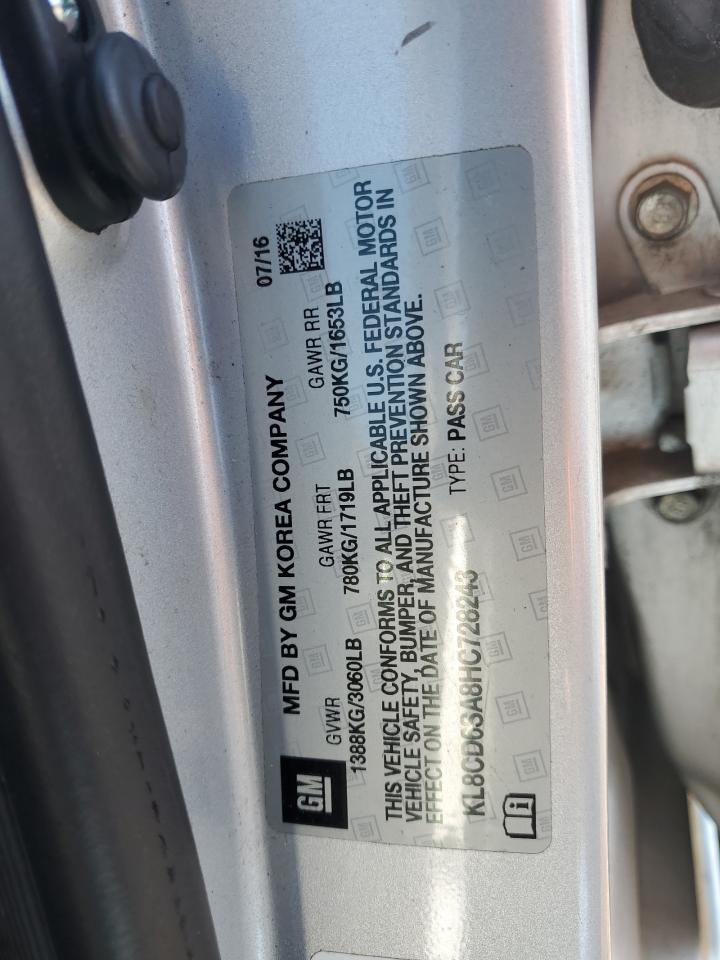 GM
MFD BY GM KOREA COMPANY 07/16
GVWR GAWR FRT GAWR RR
1388KG/3060LB 780KG/1719LB 750KG/1653LB
THIS VEHICLE CONFORMS TO ALL APPLICABLE U.S. FEDERAL MOTOR
VEHICLE SAFETY, BUMPER, AND THEFT PREVENTION STANDARDS IN
EFFECT ON THE DATE OF MANUFACTURE SHOWN ABOVE.
KL8CD63A8HC728243 TYPE: PASS CAR